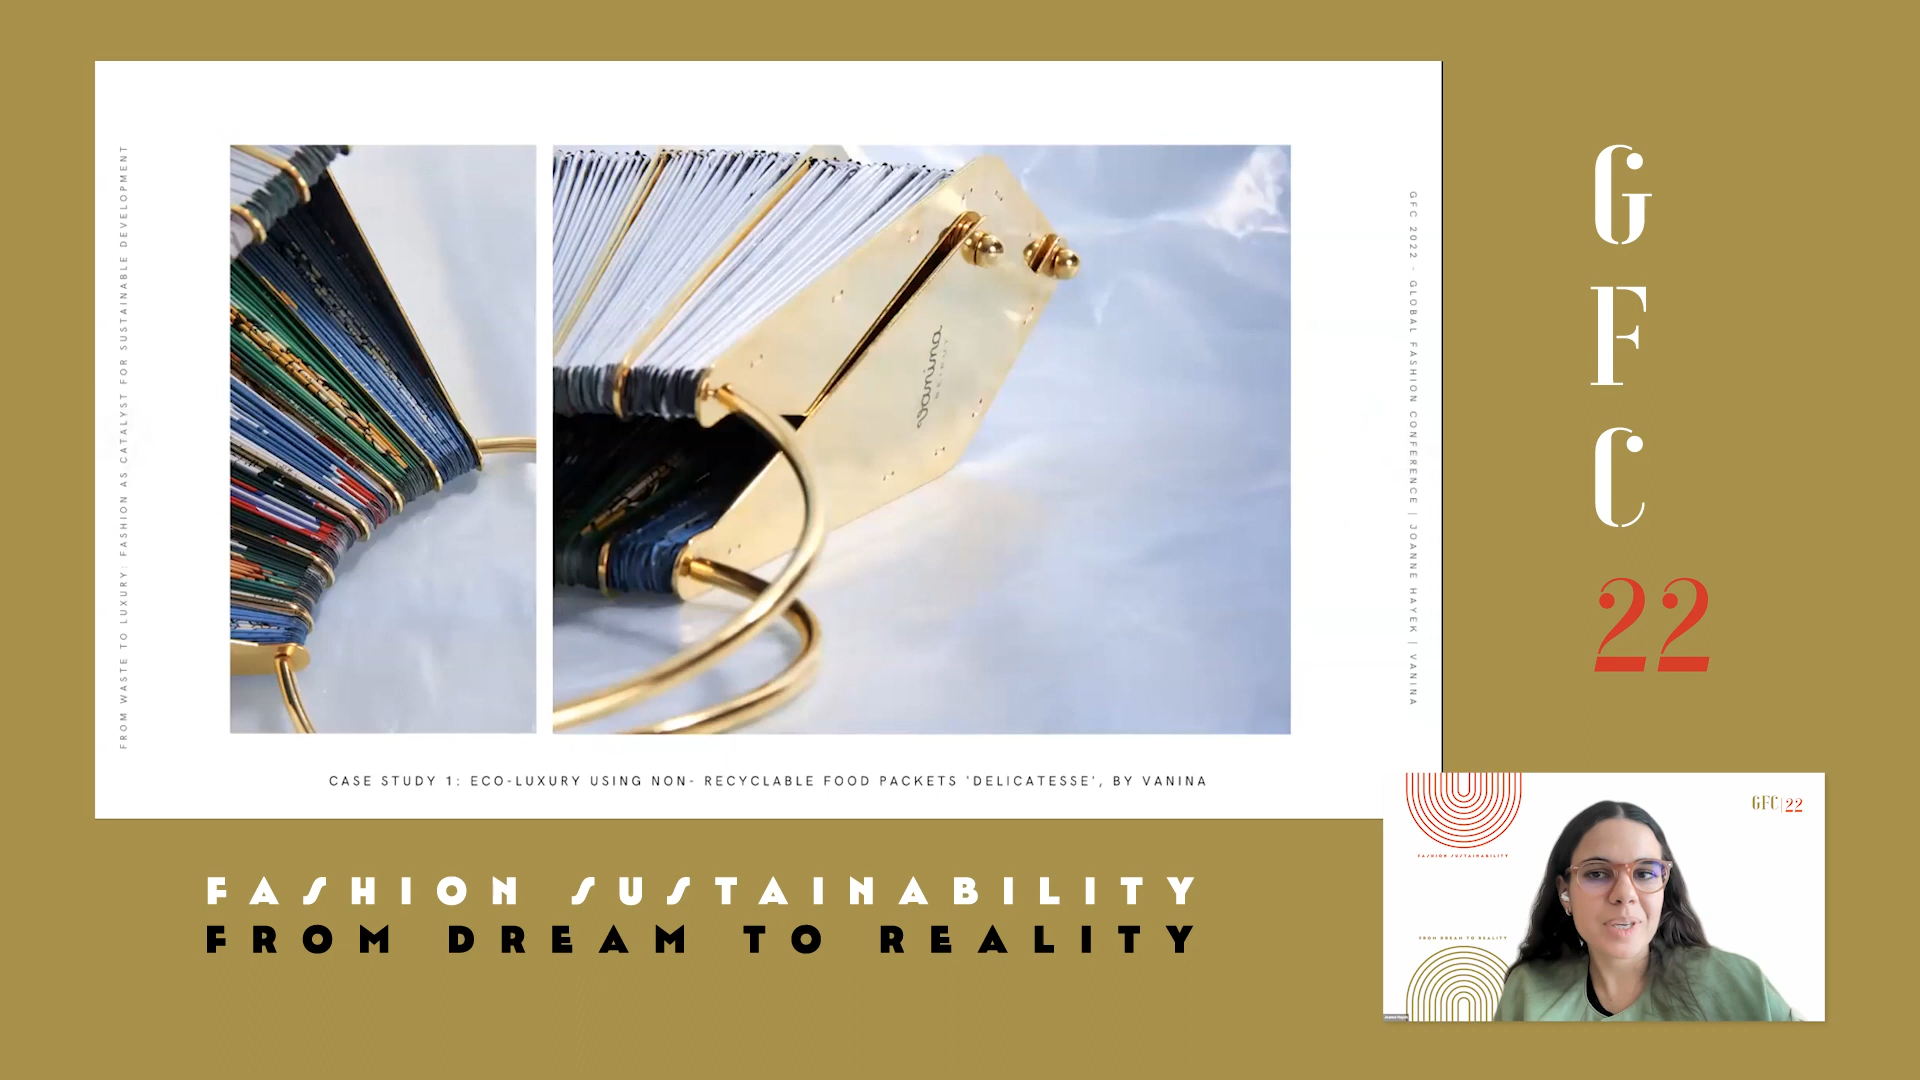 FROM WASTE TO LUXURY: FASHION AS CATALYST FOR SUSTAINABLE DEVELOPMENT
vanina
BEIRUT
GFC 2022 - GLOBAL FASHION CONFERENCE | JOANE HAYEK | VANINA
CASE STUDY 1: ECO-LUXURY USING NON- RECYCLABLE FOOD PACKETS 'DELICATESSE', BY VANINA
G
F
C
22
FASHION SUSTAINABILITY
FROM DREAM TO REALITY
GFC|22
FASHION SUSTAINABILITY
FROM DREAM TO REALITY